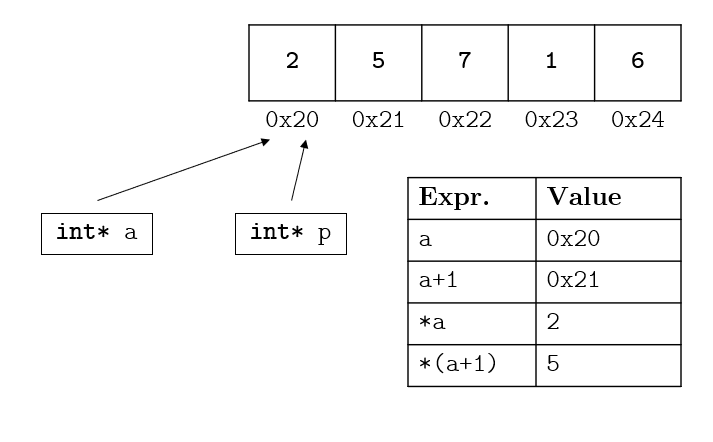 2 5 7 1 6
0x20 0x21 0x22 0x23 0x24
int* a
int* p
Expr. Value
a 0x20
a+1 0x21
*a 2
*(a+1) 5